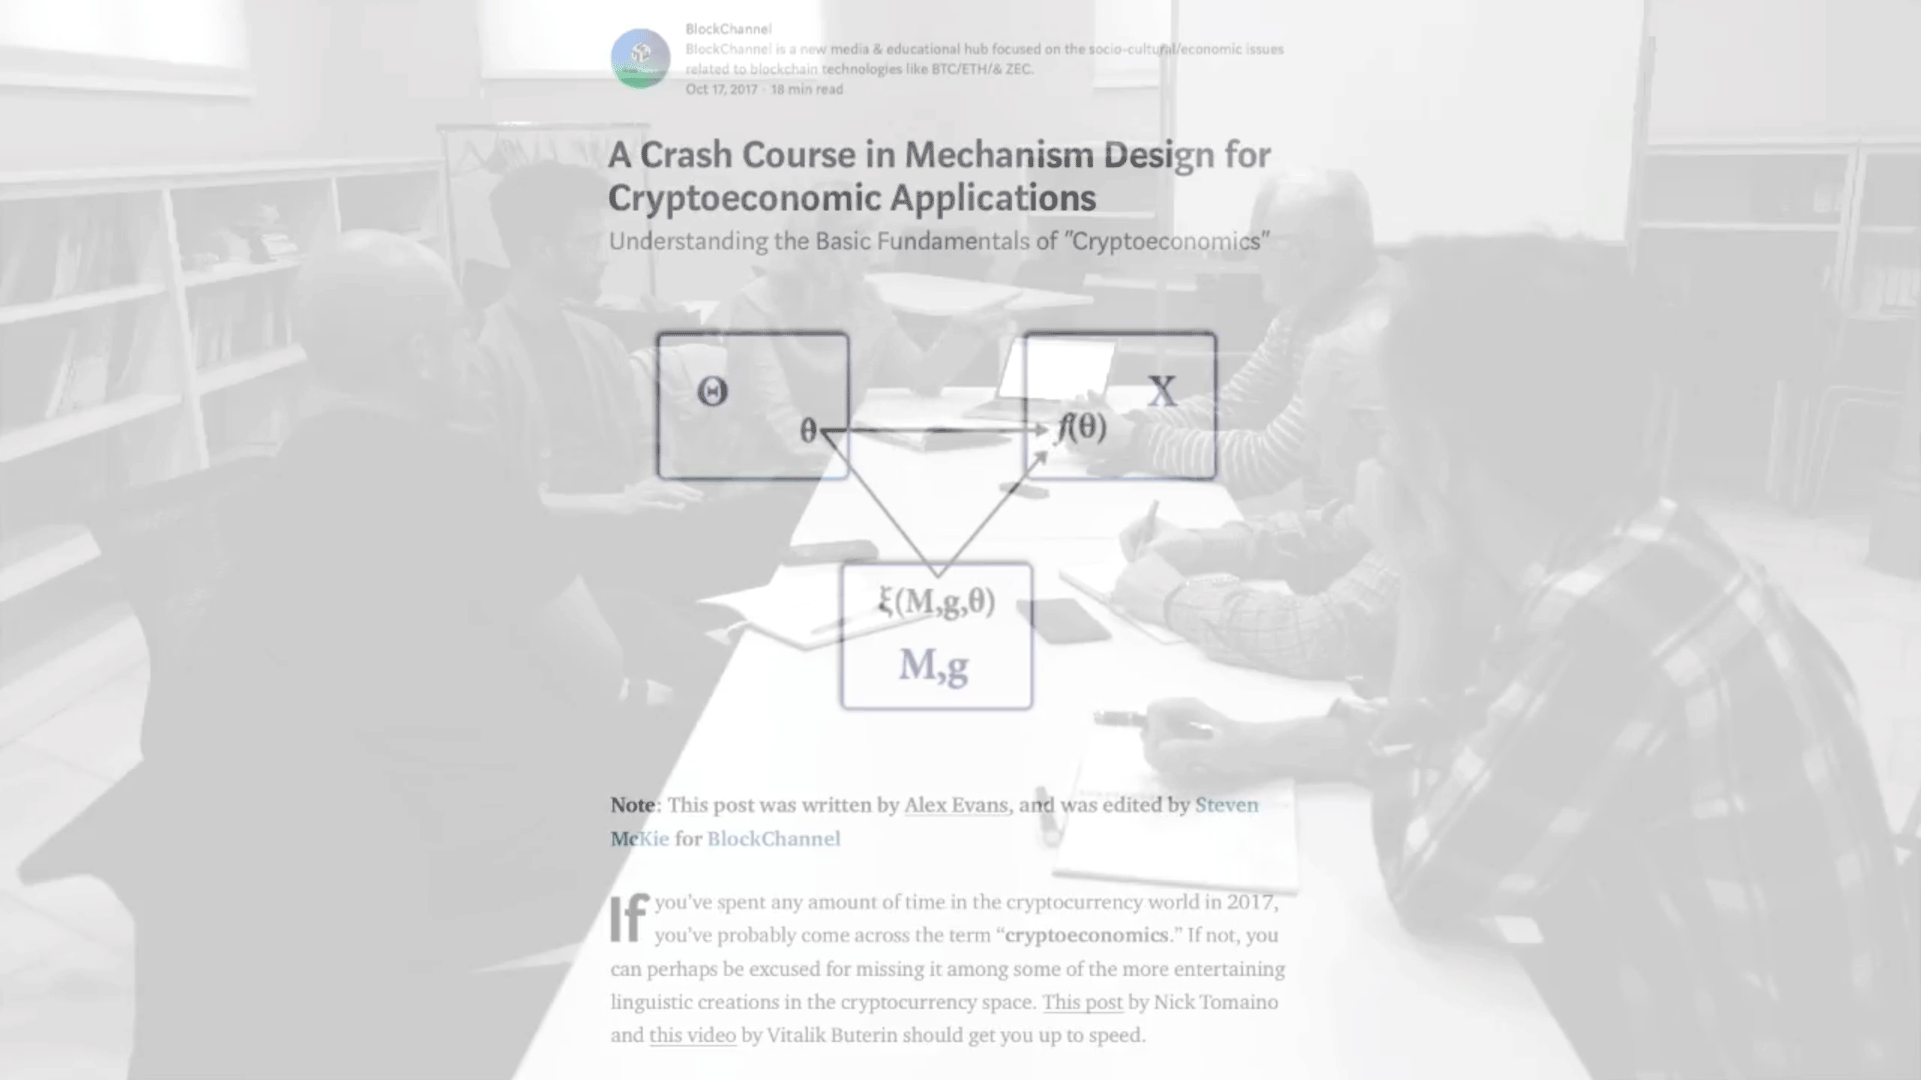 BlockChannel
BlockChannel is a new media & educational hub focused on the socio-cultural/economic issues
related to blockchain technologies like BTC/ETH/& ZEC.
Oct 17, 2017 · 18 min read
A Crash Course in Mechanism Design for
Cryptoeconomic Applications
Understanding the Basic Fundamentals of "Cryptoeconomics"
Θ
X
θ
f(θ)
ξ(M,g,θ)
M,g
Note: This post was written by Alex Evans, and was edited by Steven
McKie for BlockChannel
If you’ve spent any amount of time in the cryptocurrency world in 2017,
you’ve probably come across the term “cryptoeconomics.” If not, you
can perhaps be excused for missing it among some of the more entertaining
linguistic creations in the cryptocurrency space. This post by Nick Tomaino
and this video by Vitalik Buterin should get you up to speed.